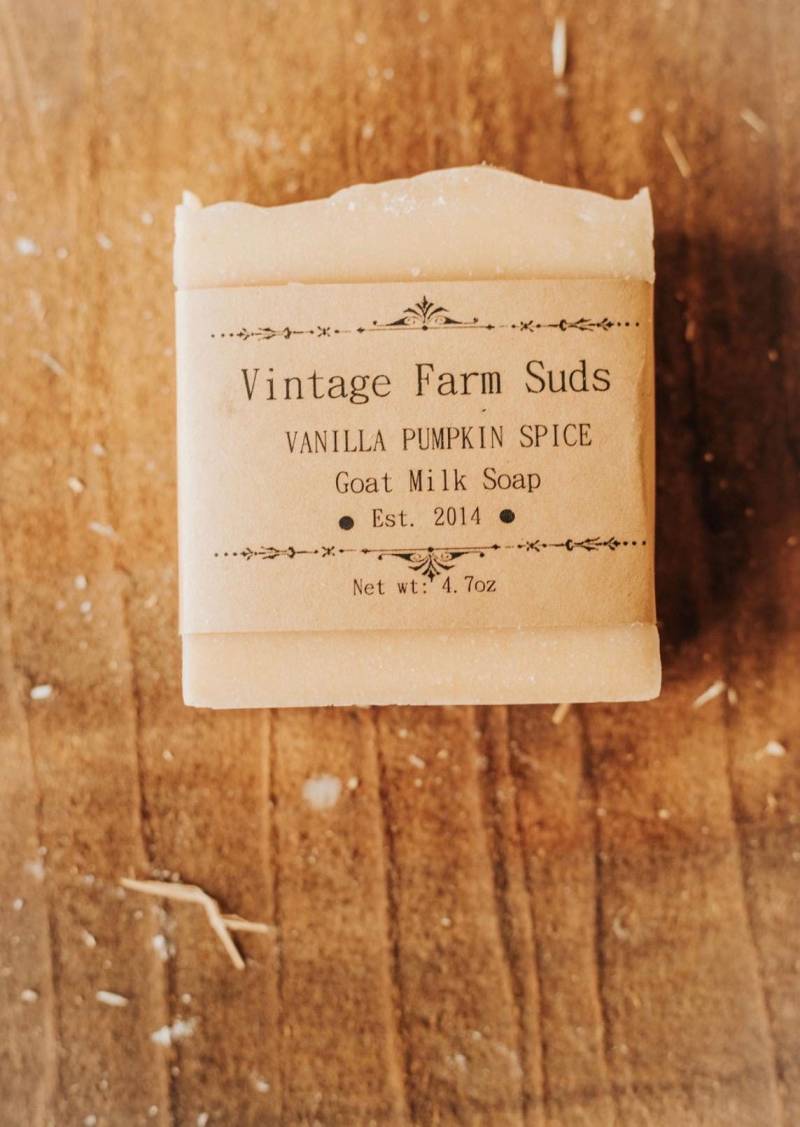 Vintage Farm Suds
VANILLA PUMPKIN SPICE
Goat Milk Soap
● Est. 2014 ●
Net wt: 4.7oz